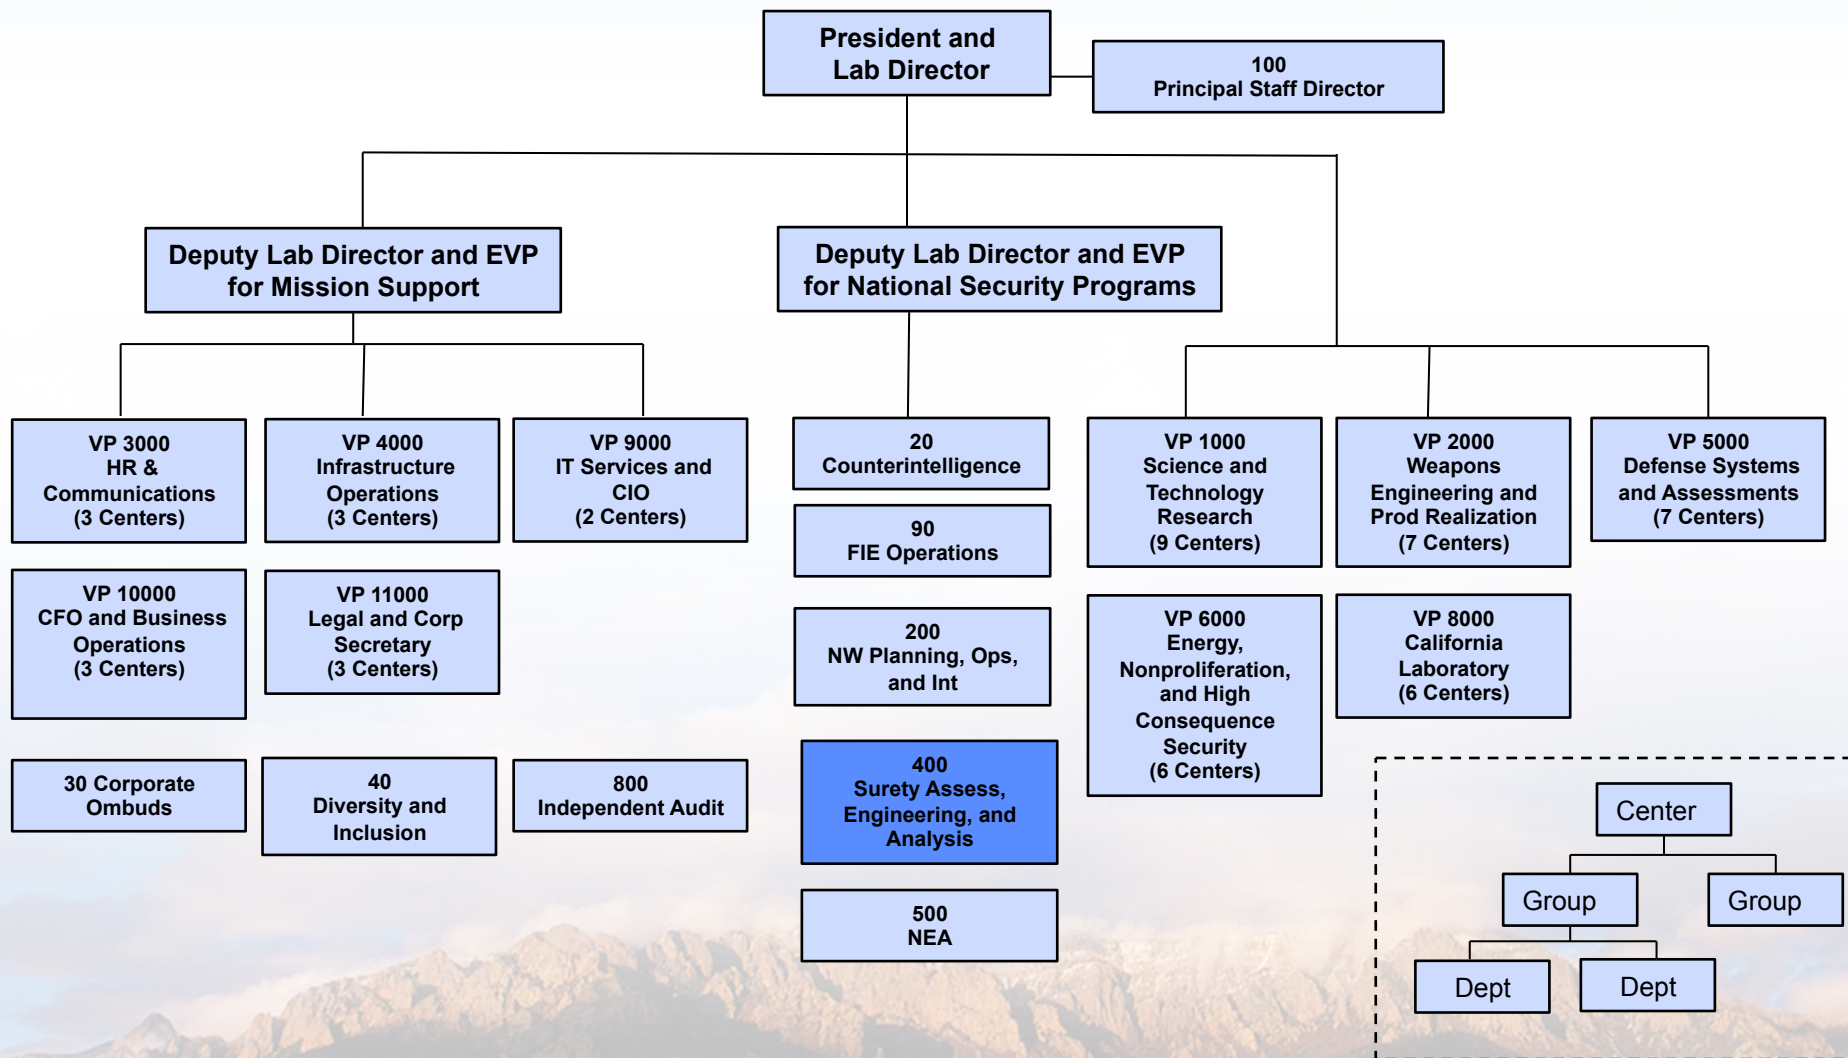 President and
Lab Director
100
Principal Staff Director
Deputy Lab Director and EVP
for Mission Support
Deputy Lab Director and EVP
for National Security Programs
VP 3000
HR &
Communications
(3 Centers)
VP 4000
Infrastructure
Operations
(3 Centers)
VP 9000
IT Services and
CIO
(2 Centers)
20
Counterintelligence
VP 1000
Science and
Technology
Research
(9 Centers)
VP 2000
Weapons
Engineering and
Prod Realization
(7 Centers)
VP 5000
Defense Systems
and Assessments
(7 Centers)
90
FIE Operations
VP 10000
CFO and Business
Operations
(3 Centers)
VP 11000
Legal and Corp
Secretary
(3 Centers)
200
NW Planning, Ops,
and Int
VP 6000
Energy,
Nonproliferation,
and High
Consequence
Security
(6 Centers)
VP 8000
California
Laboratory
(6 Centers)
30 Corporate
Ombuds
40
Diversity and
Inclusion
800
Independent Audit
400
Surety Assess,
Engineering, and
Analysis
500
NEA
Center
Group
Group
Dept
Dept